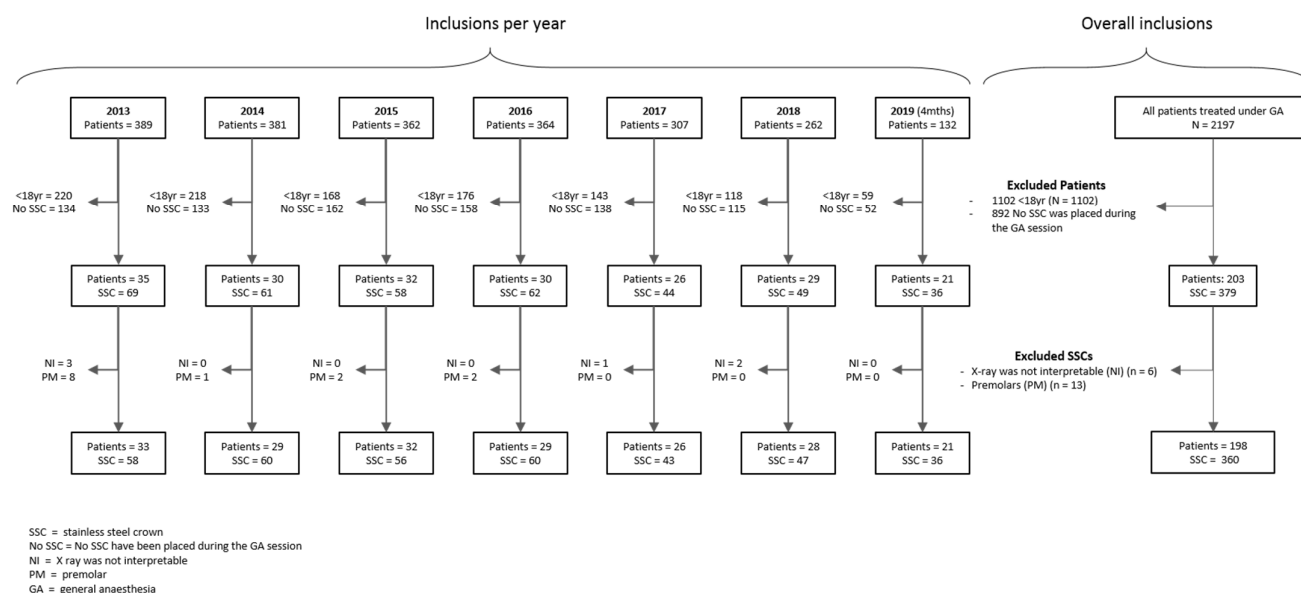 Inclusions per year
Overall inclusions
2013
Patients = 389
2014
Patients = 381
2015
Patients = 362
2016
Patients = 364
2017
Patients = 307
2018
Patients = 262
2019 (4mths)
Patients = 132
All patients treated under GA
N = 2197
<18yr = 220
No SSC = 134
<18yr = 218
No SSC = 133
<18yr = 168
No SSC = 162
<18yr = 176
No SSC = 158
<18yr = 143
No SSC = 138
<18yr = 118
No SSC = 115
<18yr = 59
No SSC = 52
Excluded Patients
- 1102 <18yr (N = 1102)
- 892 No SSC was placed during
the GA session
Patients = 35
SSC = 69
Patients = 30
SSC = 61
Patients = 32
SSC = 58
Patients = 30
SSC = 62
Patients = 26
SSC = 44
Patients = 29
SSC = 49
Patients = 21
SSC = 36
Patients: 203
SSC = 379
NI = 3
PM = 8
NI = 0
PM = 1
NI = 0
PM = 2
NI = 0
PM = 2
NI = 1
PM = 0
NI = 2
PM = 0
NI = 0
PM = 0
Excluded SSCs
- X-ray was not interpretable (NI) (n = 6)
- Premolars (PM) (n = 13)
Patients = 33
SSC = 58
Patients = 29
SSC = 60
Patients = 32
SSC = 56
Patients = 29
SSC = 60
Patients = 26
SSC = 43
Patients = 28
SSC = 47
Patients = 21
SSC = 36
Patients = 198
SSC = 360
SSC = stainless steel crown
No SSC = No SSC have been placed during the GA session
NI = X ray was not interpretable
PM = premolar
GA = general anaesthesia